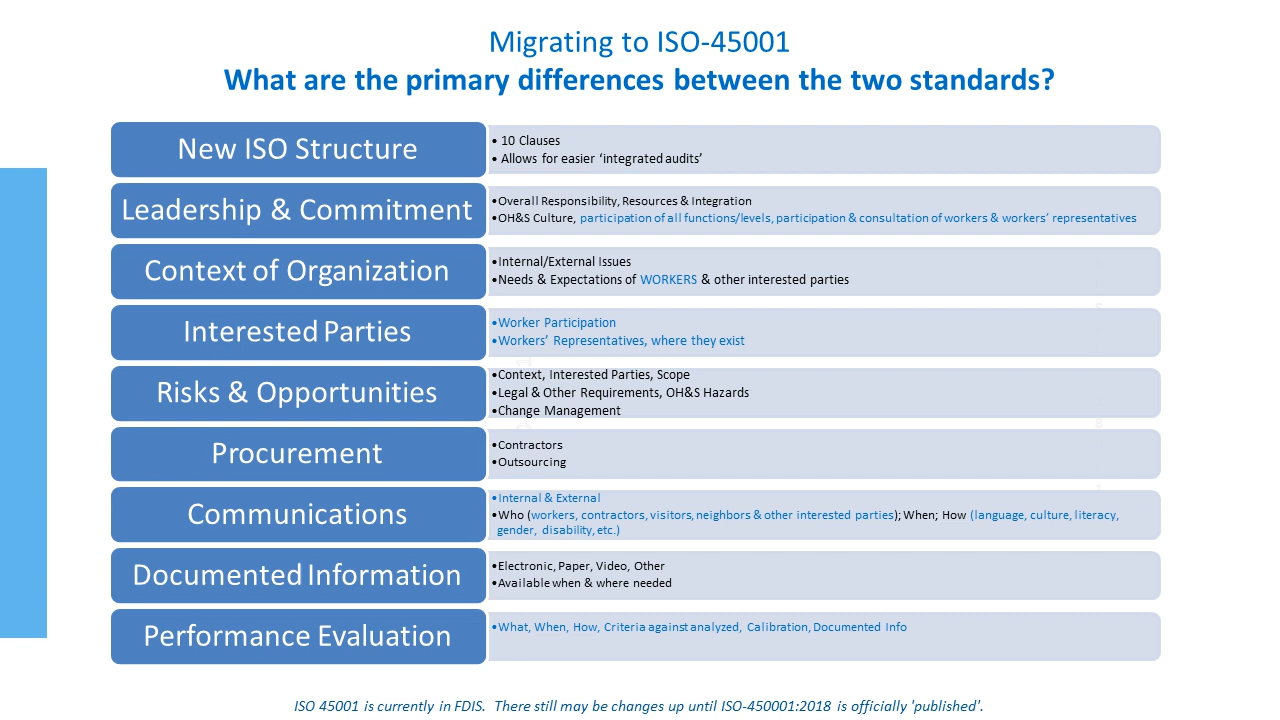 Migrating to ISO-45001
What are the primary differences between the two standards?
New ISO Structure
• 10 Clauses
• Allows for easier ‘integrated audits’
Leadership & Commitment
•Overall Responsibility, Resources & Integration
•OH&S Culture, participation of all functions/levels, participation & consultation of workers & workers’ representatives
Context of Organization
•Internal/External Issues
•Needs & Expectations of WORKERS & other interested parties
Interested Parties
•Worker Participation
•Workers’ Representatives, where they exist
Risks & Opportunities
•Context, Interested Parties, Scope
•Legal & Other Requirements, OH&S Hazards
•Change Management
Procurement
•Contractors
•Outsourcing
Communications
•Internal & External
•Who (workers, contractors, visitors, neighbors & other interested parties); When; How (language, culture, literacy,
gender, disability, etc.)
Documented Information
•Electronic, Paper, Video, Other
•Available when & where needed
Performance Evaluation
•What, When, How, Criteria against analyzed, Calibration, Documented Info
ISO 45001 is currently in FDIS. There still may be changes up until ISO-450001:2018 is officially 'published'.